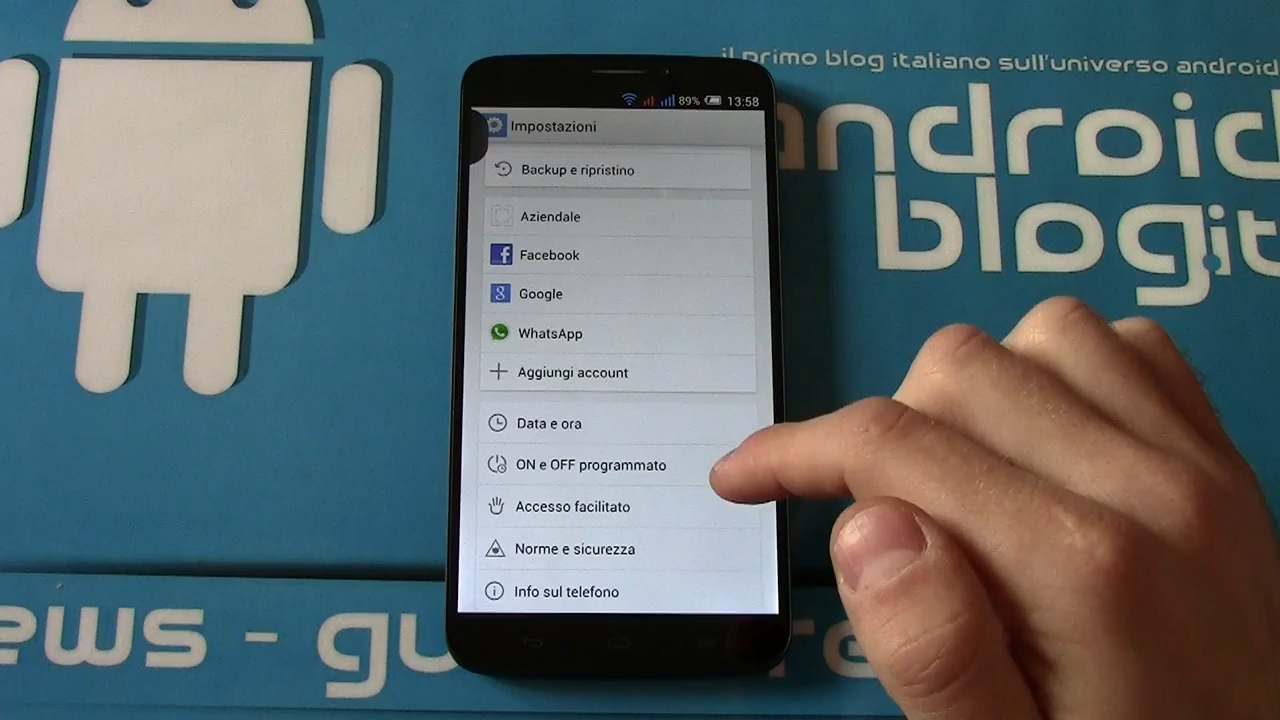 il primo blog italiano sull'universo android
android
blog.it
89% 13:58
Impostazioni
Backup e ripristino
Aziendale
Facebook
Google
WhatsApp
Aggiungi account
Data e ora
ON e OFF programmato
Accesso facilitato
Norme e sicurezza
Info sul telefono
ews - gu